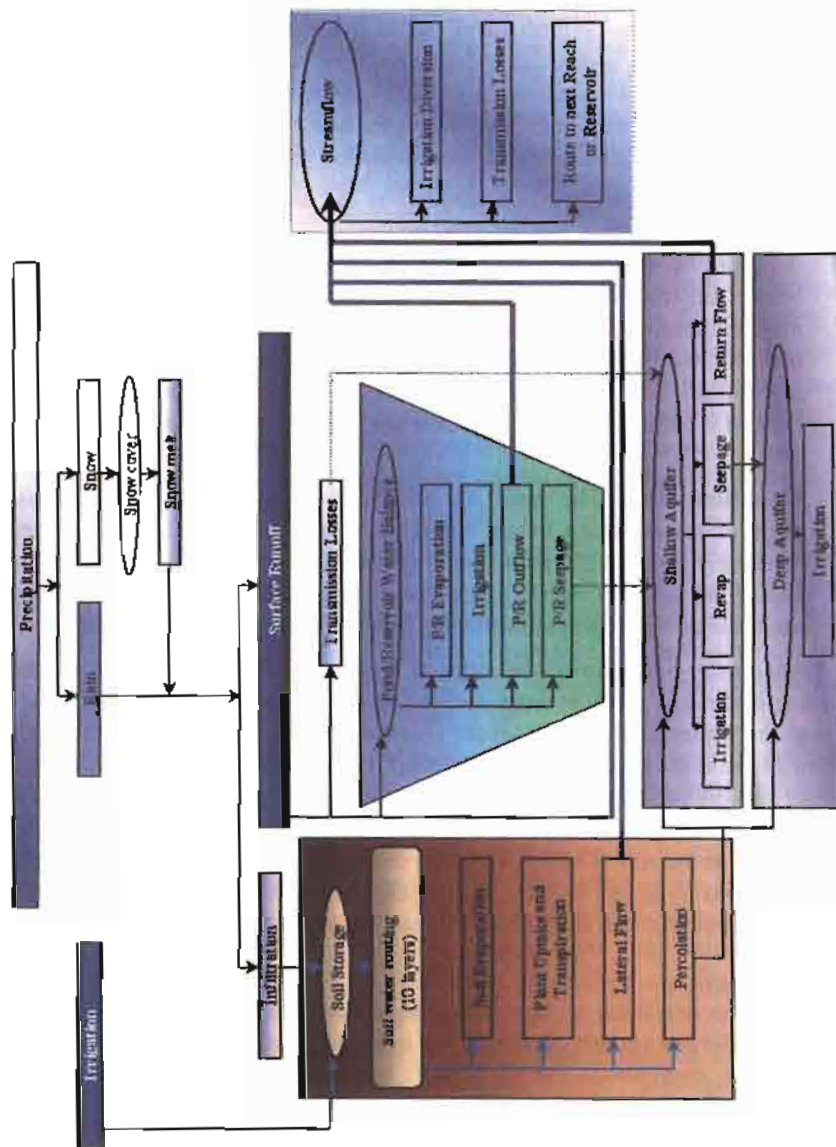 Precipitation
Irrigation
Rain
Snow
Snow cover
Snow melt
Infiltration
Surface Runoff
Soil Storage
Soil water routing
(10 layers)
Soil Evaporation
Plant Uptake and
Transpiration
Lateral Flow
Percolation
Transmission Losses
Pond/Reservoir Water Balance
P/R Evaporation
Irrigation
P/R Outflow
P/R Seepage
Streamflow
Irrigation Diversion
Transmission Losses
Route to next Reach
or Reservoir
Shallow Aquifer
Irrigation
Revap
Seepage
Return Flow
Deep Aquifer
Irrigation